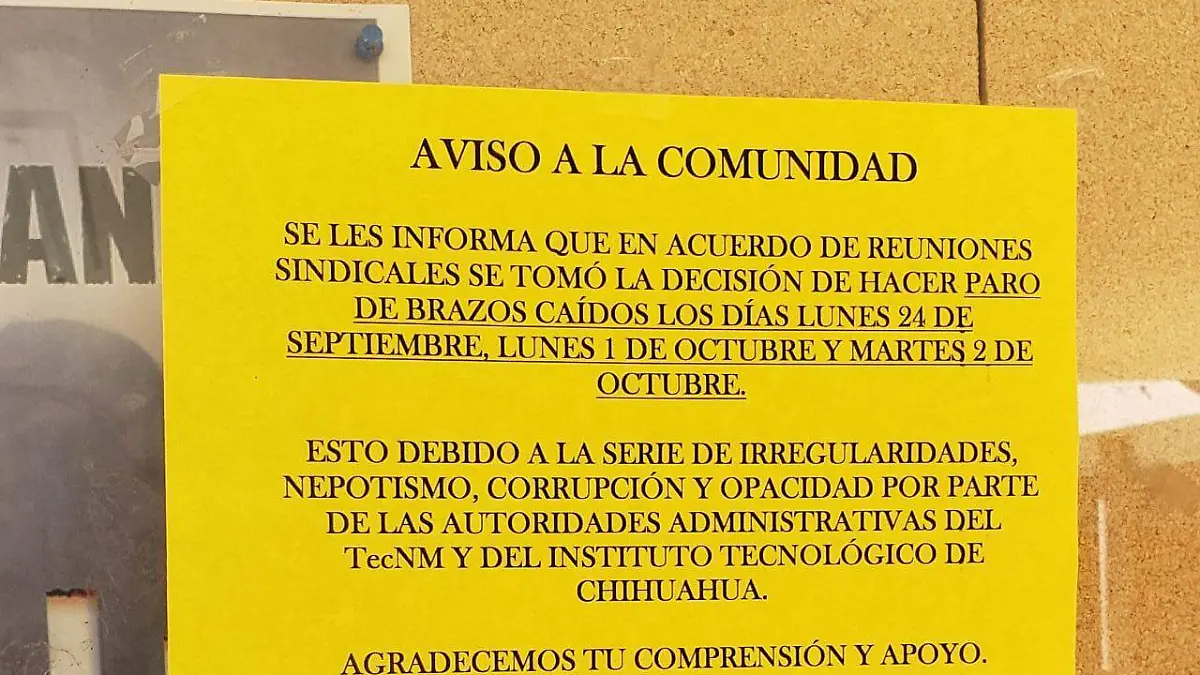 AN
AVISO A LA COMUNIDAD
SE LES INFORMA QUE EN ACUERDO DE REUNIONES
SINDICALES SE TOMÓ LA DECISIÓN DE HACER PARO
DE BRAZOS CAÍDOS LOS DÍAS LUNES 24 DE
SEPTIEMBRE, LUNES 1 DE OCTUBRE Y MARTES 2 DE
OCTUBRE.
ESTO DEBIDO A LA SERIE DE IRREGULARIDADES,
NEPOTISMO, CORRUPCIÓN Y OPACIDAD POR PARTE
DE LAS AUTORIDADES ADMINISTRATIVAS DEL
TecNM Y DEL INSTITUTO TECNOLÓGICO DE
CHIHUAHUA.
AGRADECEMOS TU COMPRENSIÓN Y APOYO.